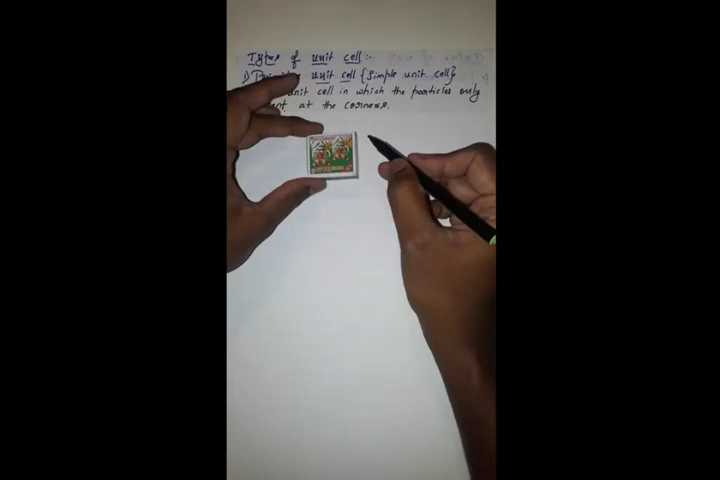 Types of unit cell :-
1) unit cell {Simple unit cell}
unit cell in which the particles only
at the corners.